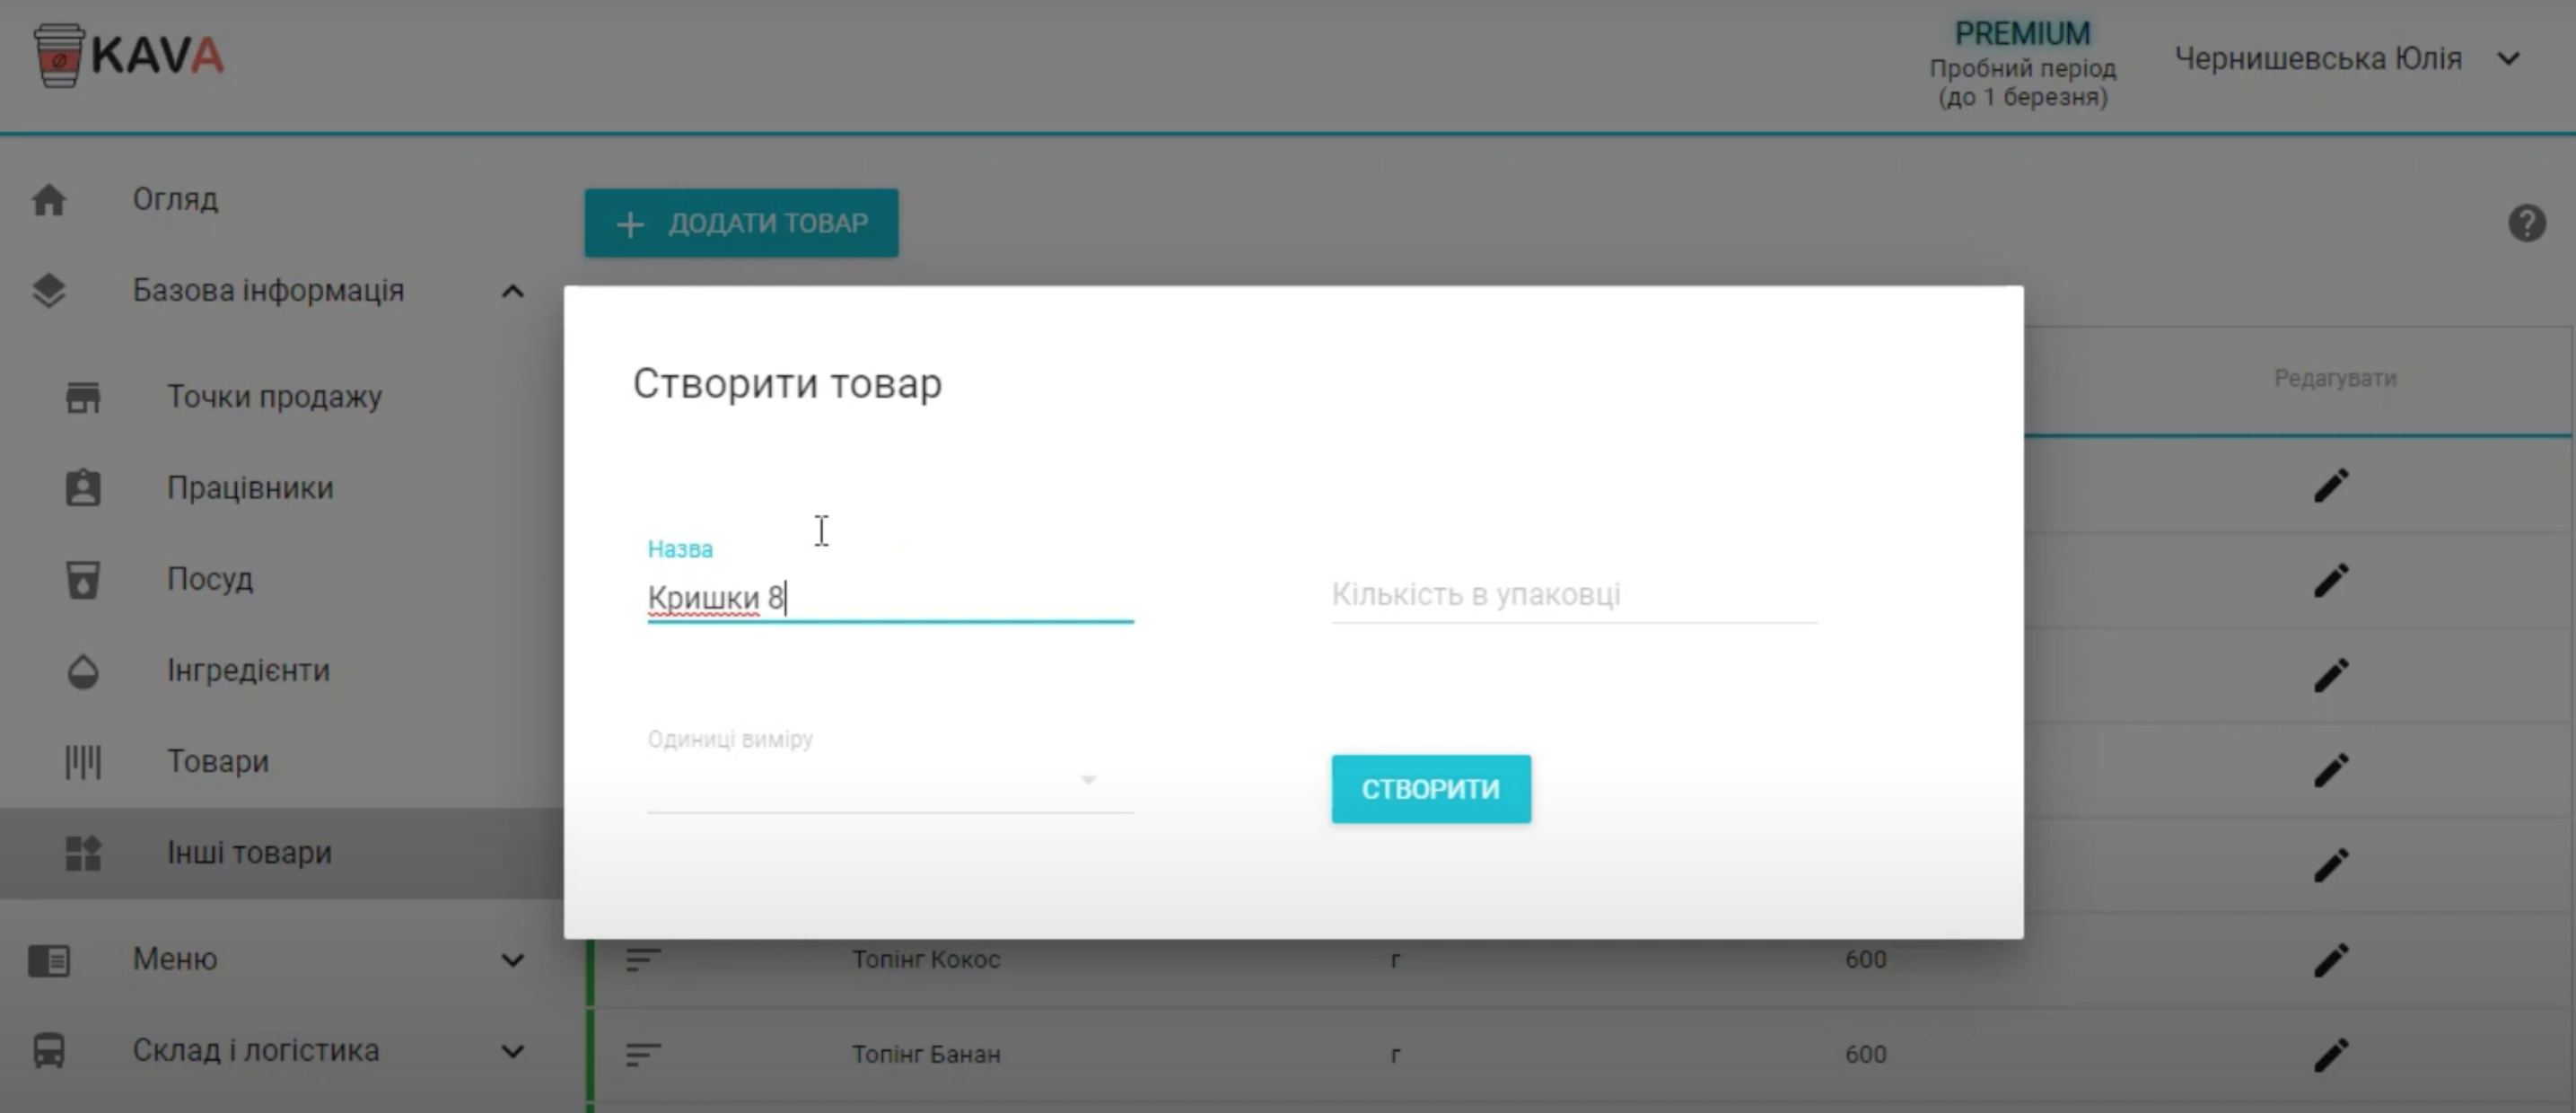 KAVA
PREMIUM
Пробний період
(до 1 березня)
Чернишевська Юлія
Огляд
Базова інформація
Точки продажу
Працівники
Посуд
Інгредієнти
Товари
Інші товари
Меню
Склад і логістика
+ ДОДАТИ ТОВАР
?
Редагувати
Створити товар
Назва
Кришки 8
Кількість в упаковці
Одиниці виміру
СТВОРИТИ
Топінг Кокос г 600
Топінг Банан г 600